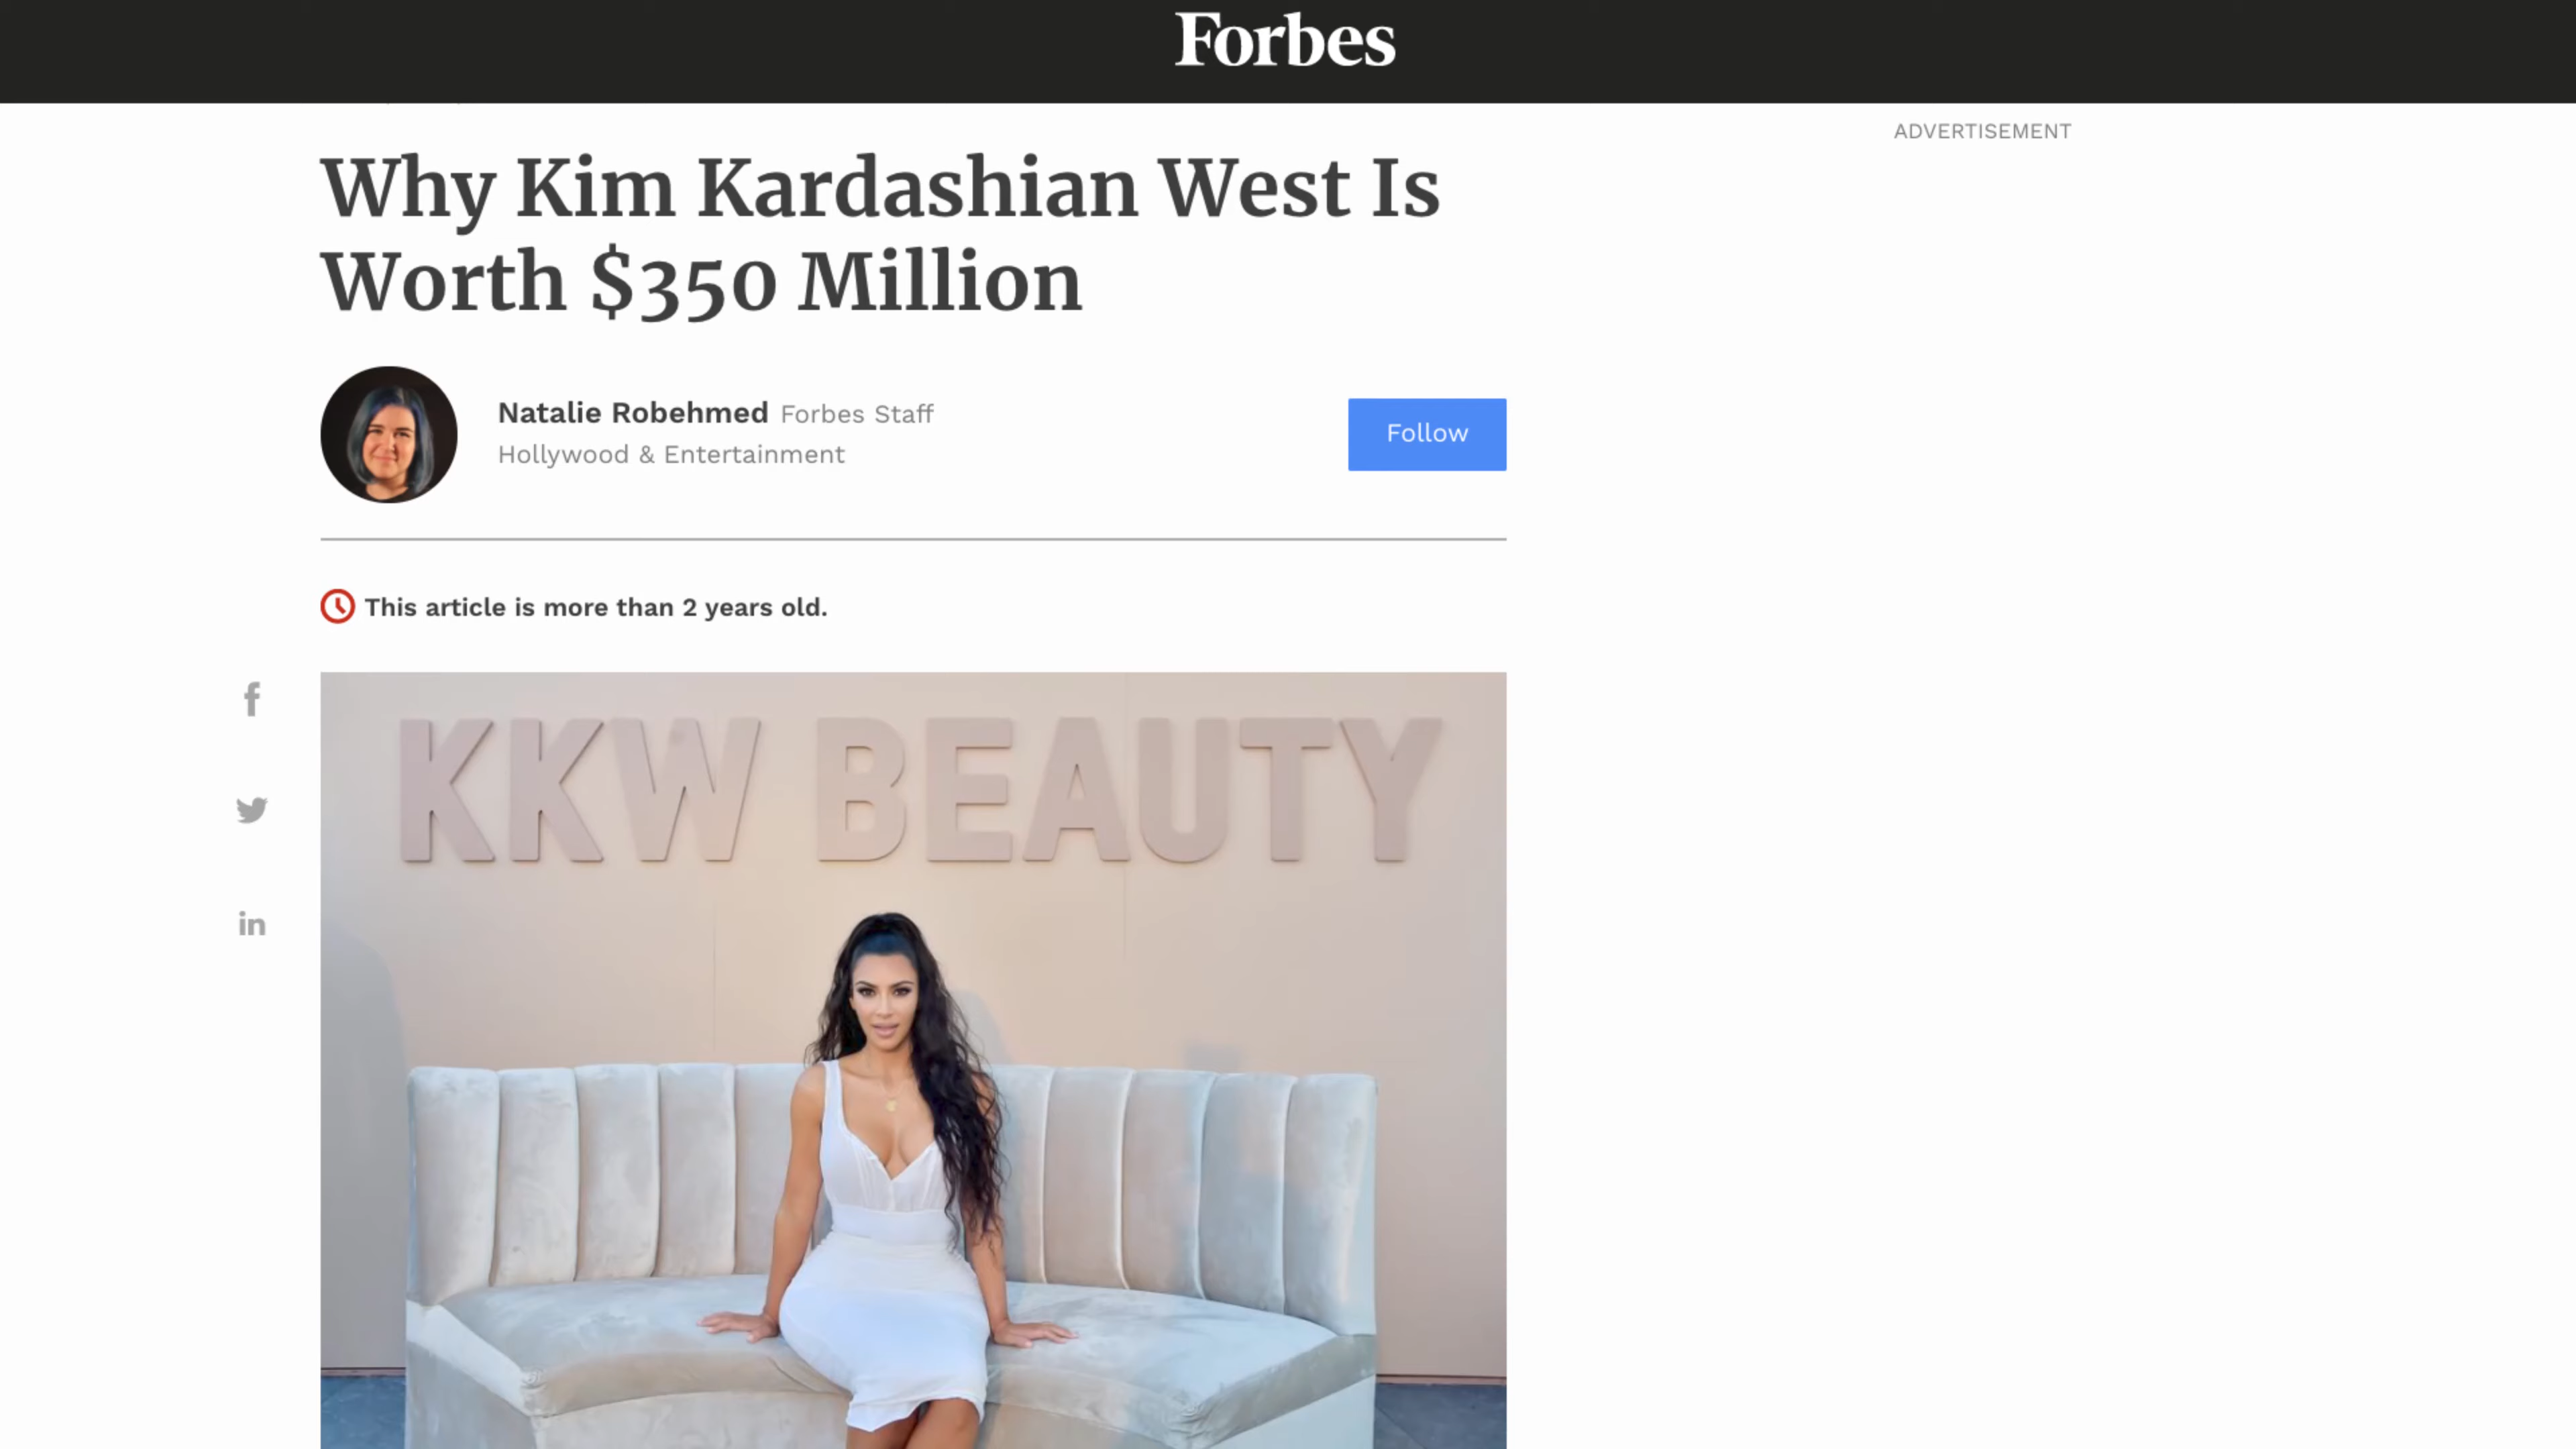 Forbes
ADVERTISEMENT
Why Kim Kardashian West Is
Worth $350 Million
Natalie Robehmed Forbes Staff
Hollywood & Entertainment
Follow
This article is more than 2 years old.
f
in
KKW BEAUTY